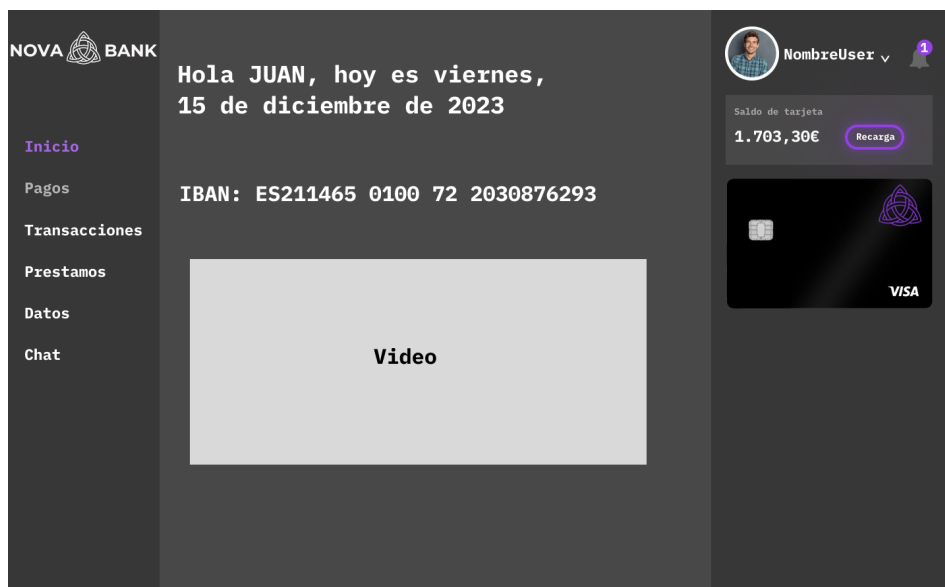 NOVA BANK
Inicio
Pagos
Transacciones
Prestamos
Datos
Chat
Hola JUAN, hoy es viernes,
15 de diciembre de 2023
IBAN: ES211465 0100 72 2030876293
Video
NombreUser
1
Saldo de tarjeta
1.703,30€
Recarga
VISA